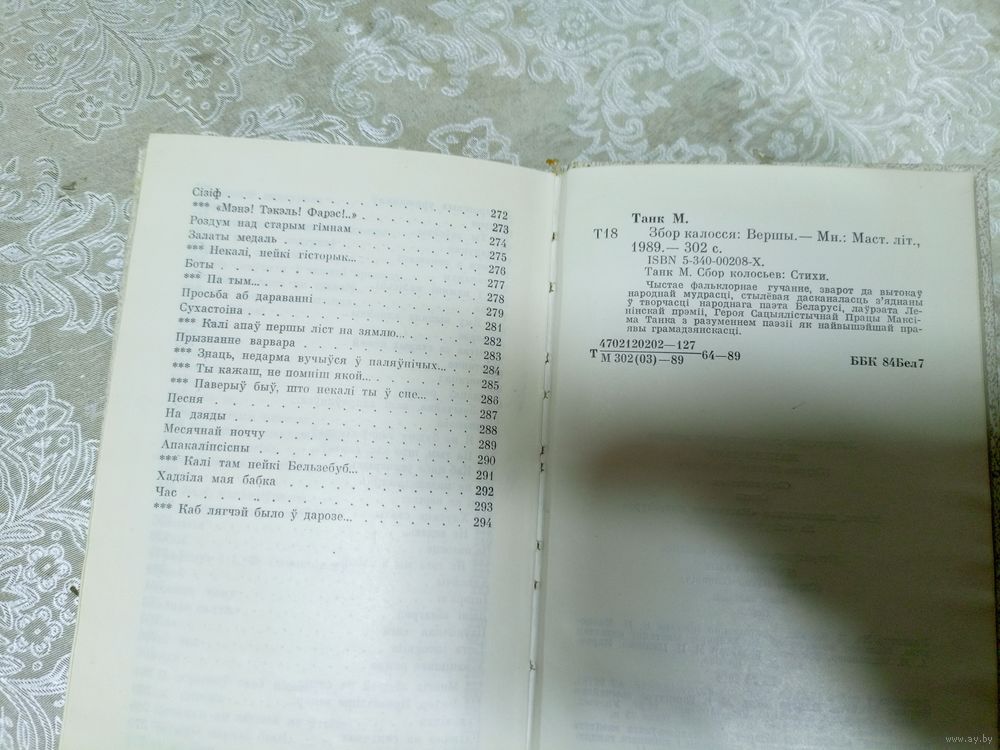 Сізіф . . . 272
*** «Мэнэ! Тэкэль! Фарэс!..» . . . 273
Роздум над старым гімнам . . . 274
Залаты медаль . . . 275
*** Некалі, нейкі гісторык... . . . 276
Боты . . . 277
*** Па тым... . . . 278
Просьба аб дараванні . . . 279
Сухастоіна . . . 281
*** Калі апаў першы ліст на зямлю... . . . 282
Прызнанне варвара . . . 283
*** Знаць, недарма вучыўся ў паляўнічых... . . . 284
*** Ты кажаш, не помніш якой... . . . 285
*** Паверыў быў, што некалі ты ў сне... . . . 286
Песня . . . 287
На дзяды . . . 288
Месячнай ноччу . . . 289
Апакаліпсісны . . . 290
*** Калі там нейкі Бельзебуб... . . . 291
Хадзіла мая бабка . . . 292
Час . . . 293
*** Каб лягчэй было ў дарозе... . . . 294
Танк М.
Т18 Збор калосся: Вершы.— Мн.: Маст. літ.,
1989.— 302 с.
ISBN 5-340-00208-X.
Танк М. Сбор колосьев: Стихи.
Чыстае фальклорнае гучанне, зварот да вытокаў
народнай мудрасці, стылёвая дасканаласць з'яднаны
ў творчасці народнага паэта Беларусі, лаўрэата Ле-
нінскай прэміі, Героя Сацыялістычнай Працы Максі-
ма Танка з разуменнем паэзіі як найвышэйшай пра-
явы грамадзянскасці.
4702120202—127
Т 64—89
М 302(03)—89 ББК 84Бел7
www.ay.by